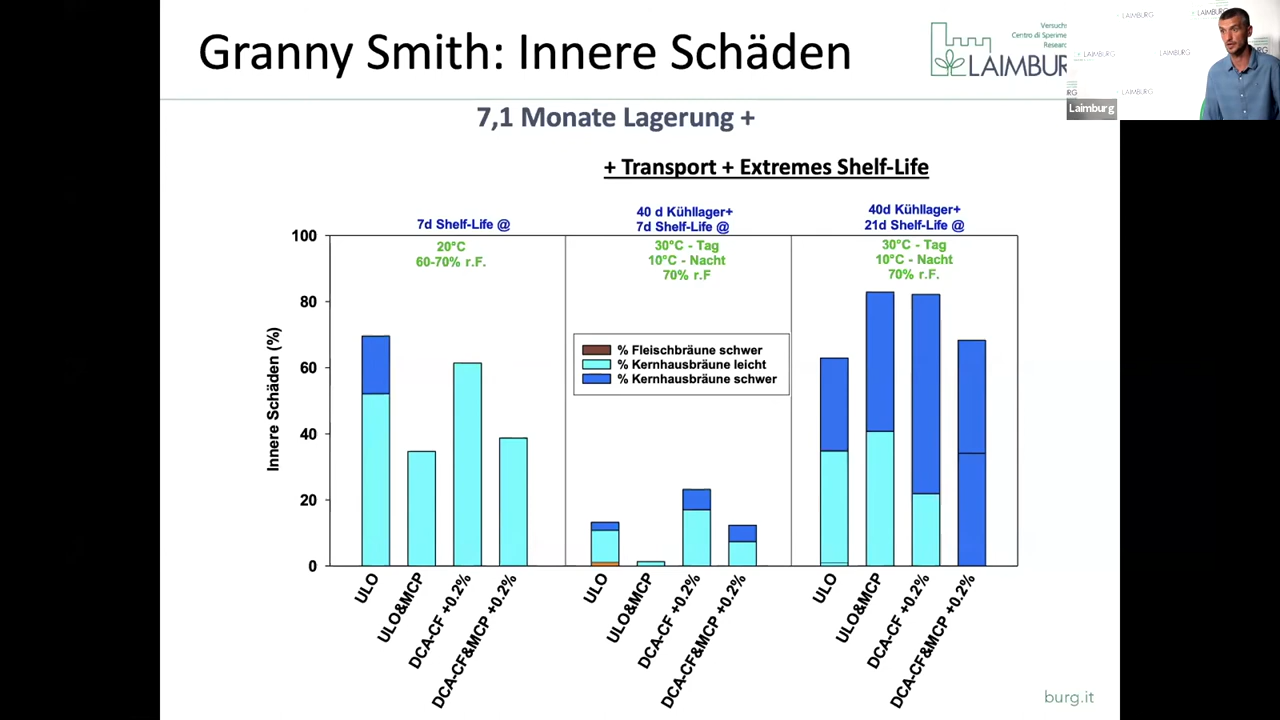 Granny Smith: Innere Schäden
Versuchs
Centro di Sperime
Resear
LAIMBUR
LAIMBURG
LAIMBURG
LAIMBURG
LAIMBURG
LAIMBURG
Laimburg
7,1 Monate Lagerung +
+ Transport + Extremes Shelf-Life
7d Shelf-Life @
20°C
60-70% r.F.
40 d Kühllager+
7d Shelf-Life @
30°C - Tag
10°C - Nacht
70% r.F
40d Kühllager+
21d Shelf-Life @
30°C - Tag
10°C - Nacht
70% r.F.
Innere Schäden (%)
100
80
60
40
20
0
% Fleischbräune schwer
% Kernhausbräune leicht
% Kernhausbräune schwer
ULO
ULO&MCP
DCA-CF +0.2%
DCA-CF&MCP +0.2%
ULO
ULO&MCP
DCA-CF +0.2%
DCA-CF&MCP +0.2%
ULO
ULO&MCP
DCA-CF +0.2%
DCA-CF&MCP +0.2%
burg.it